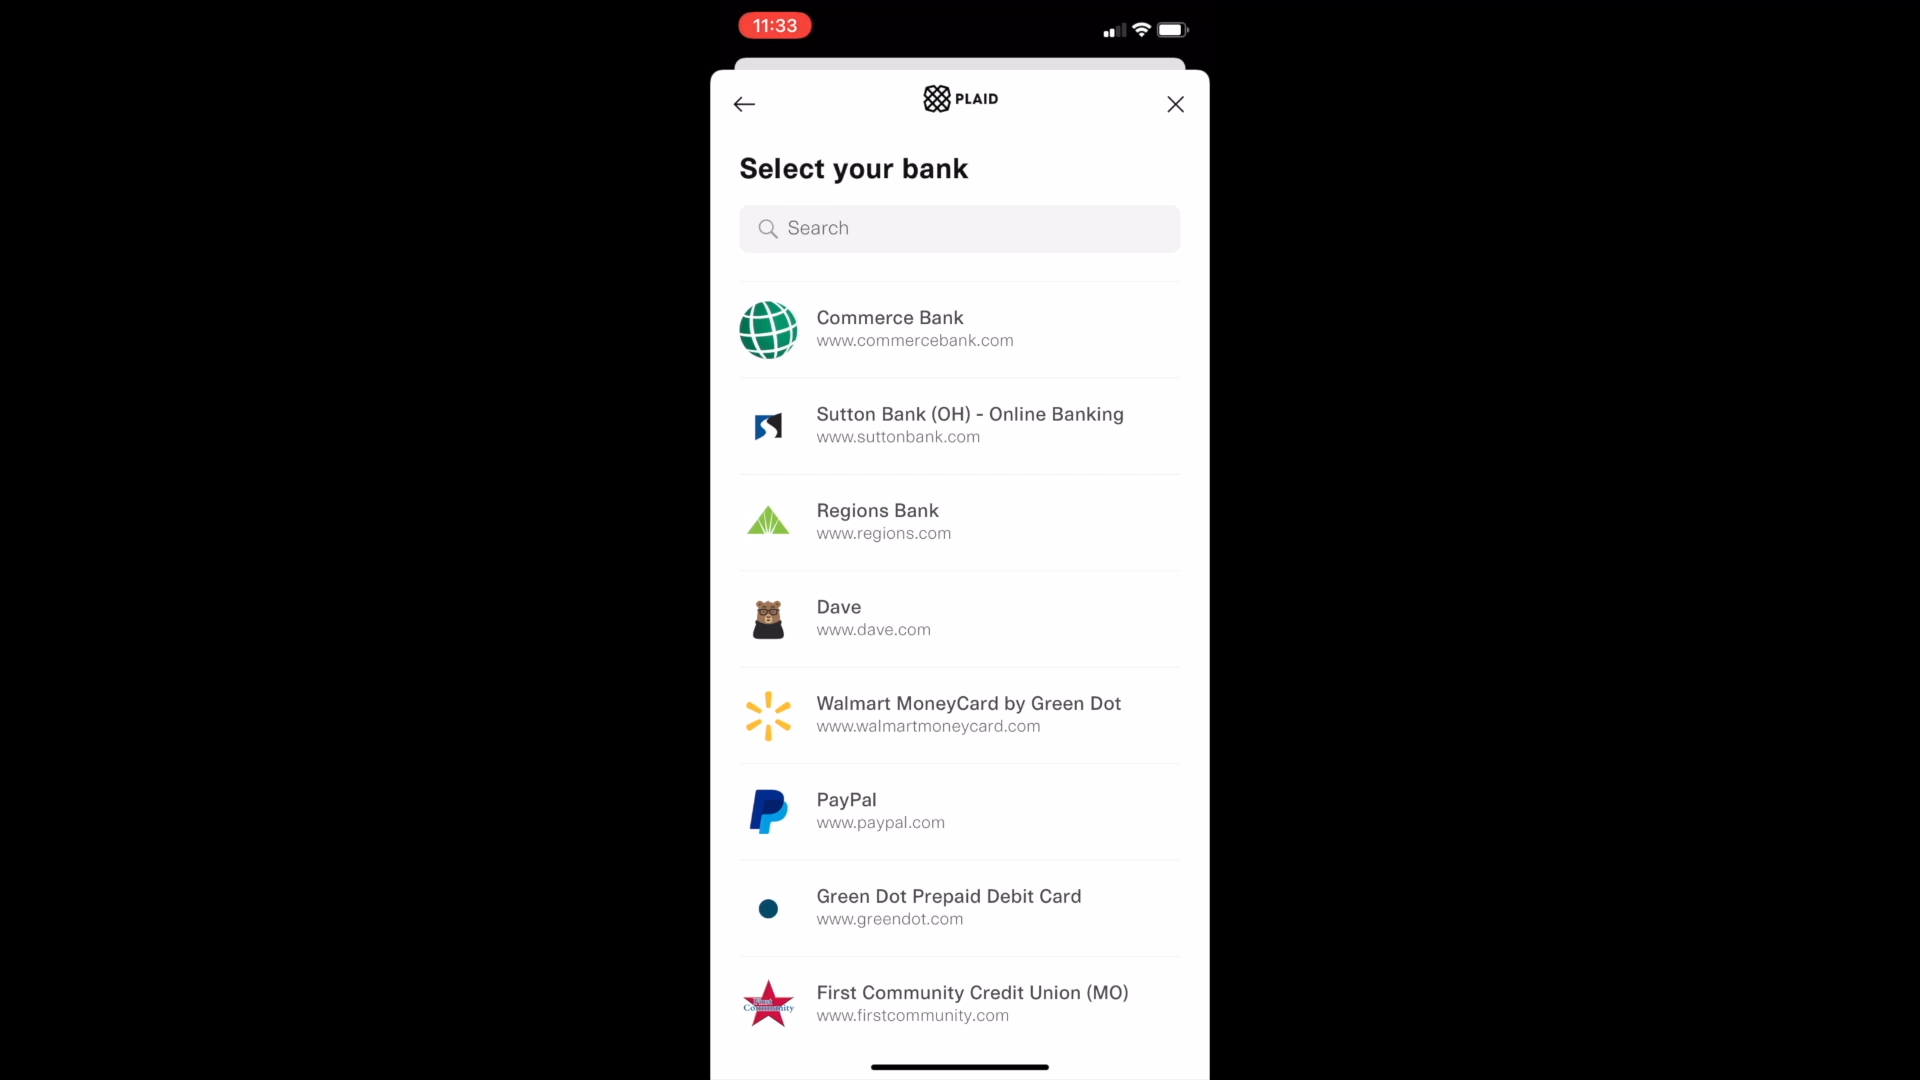 11:33
PLAID
Select your bank
Search
Commerce Bank
www.commercebank.com
Sutton Bank (OH) - Online Banking
www.suttonbank.com
Regions Bank
www.regions.com
Dave
www.dave.com
Walmart MoneyCard by Green Dot
www.walmartmoneycard.com
PayPal
www.paypal.com
Green Dot Prepaid Debit Card
www.greendot.com
First
Community
First Community Credit Union (MO)
www.firstcommunity.com